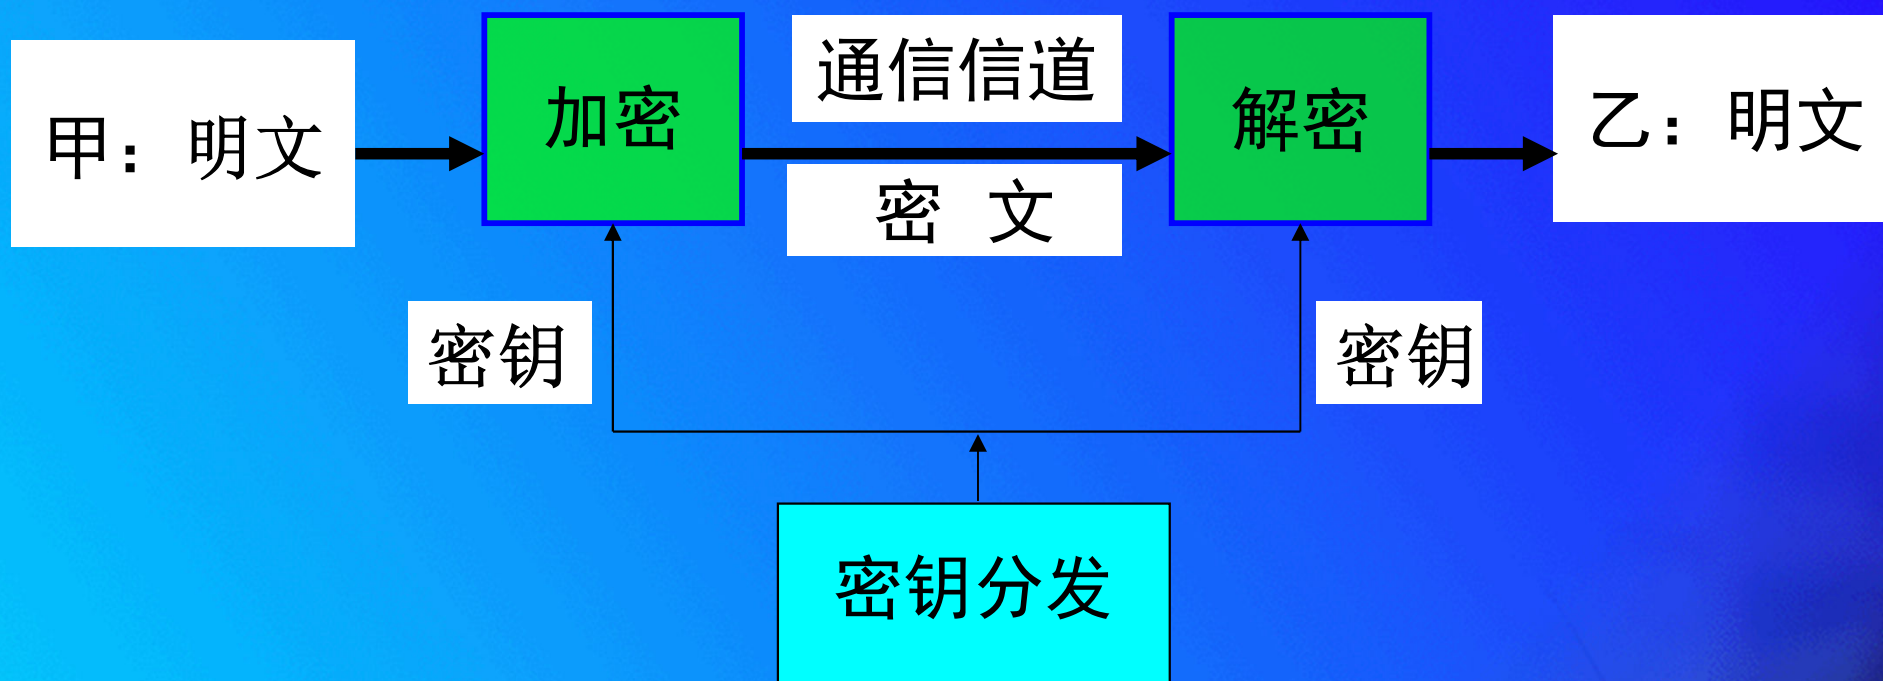 甲：明文
加密
通信信道
密 文
解密
乙：明文
密钥
密钥
密钥分发